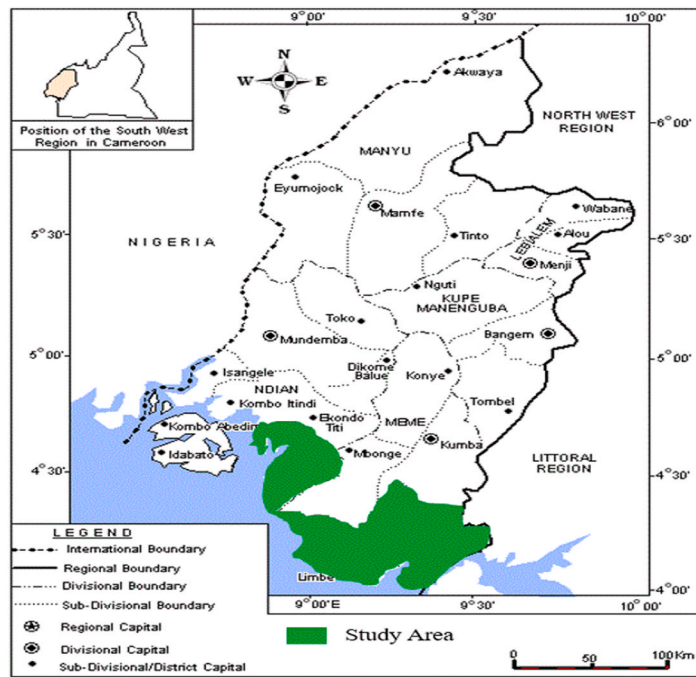 9°00'
9°30'
10°00'
Position of the South West
Region in Cameroon
N
W E
S
Akwaya
NORTH WEST
REGION
6°00'
MANYU
Eyumojock
Mamfe
Wabane
LEBIALEM
Alou
Tinto
5°30'
5°30'
NIGERIA
Menji
Nguti
KUPE
MANENGUBA
Toko
Mundemba
Bangem
5°00'
5°00'
Isangele
Dikome
Balue
Konye
NDIAN
Kombo Itindi
Tombel
Ekondo
Titi
MEME
Kombo Abedim
Kumba
Idabato
Mbonge
LITTORAL
REGION
4°30'
4°30'
LEGEND
International Boundary
Regional Boundary
Divisional Boundary
Sub-Divisional Boundary
Regional Capital
Divisional Capital
Sub-Divisional/District Capital
Limbe
4°00'
9°00'E
9°30'
10°00'
Study Area
0 50 100 Km